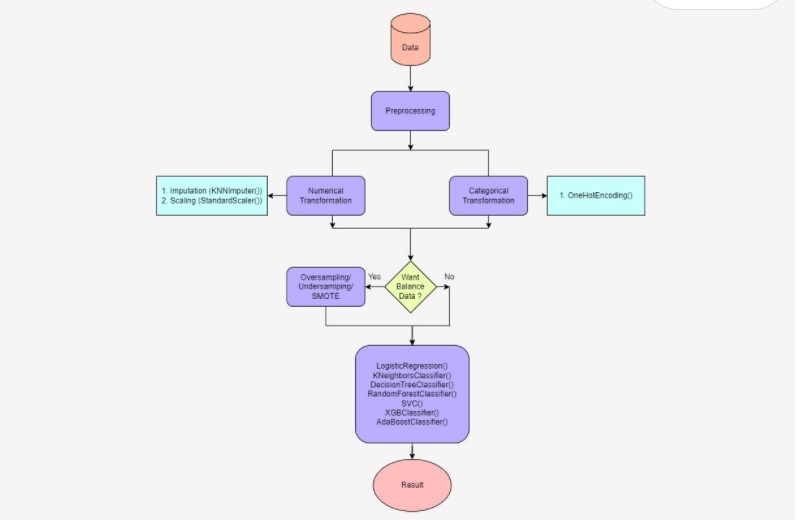 Data
Preprocessing
1. Imputation (KNNImputer())
2. Scaling (StandardScaler())
Numerical
Transformation
Categorical
Transformation
1. OneHotEncoding()
Oversampling/
Undersamlping/
SMOTE
Yes
Want
Balance
Data ?
No
LogisticRegression()
KNeighborsClassifier()
DecisionTreeClassifier()
RandomForestClassifier()
SVC()
XGBClassifier()
AdaBoostClassifier()
Result